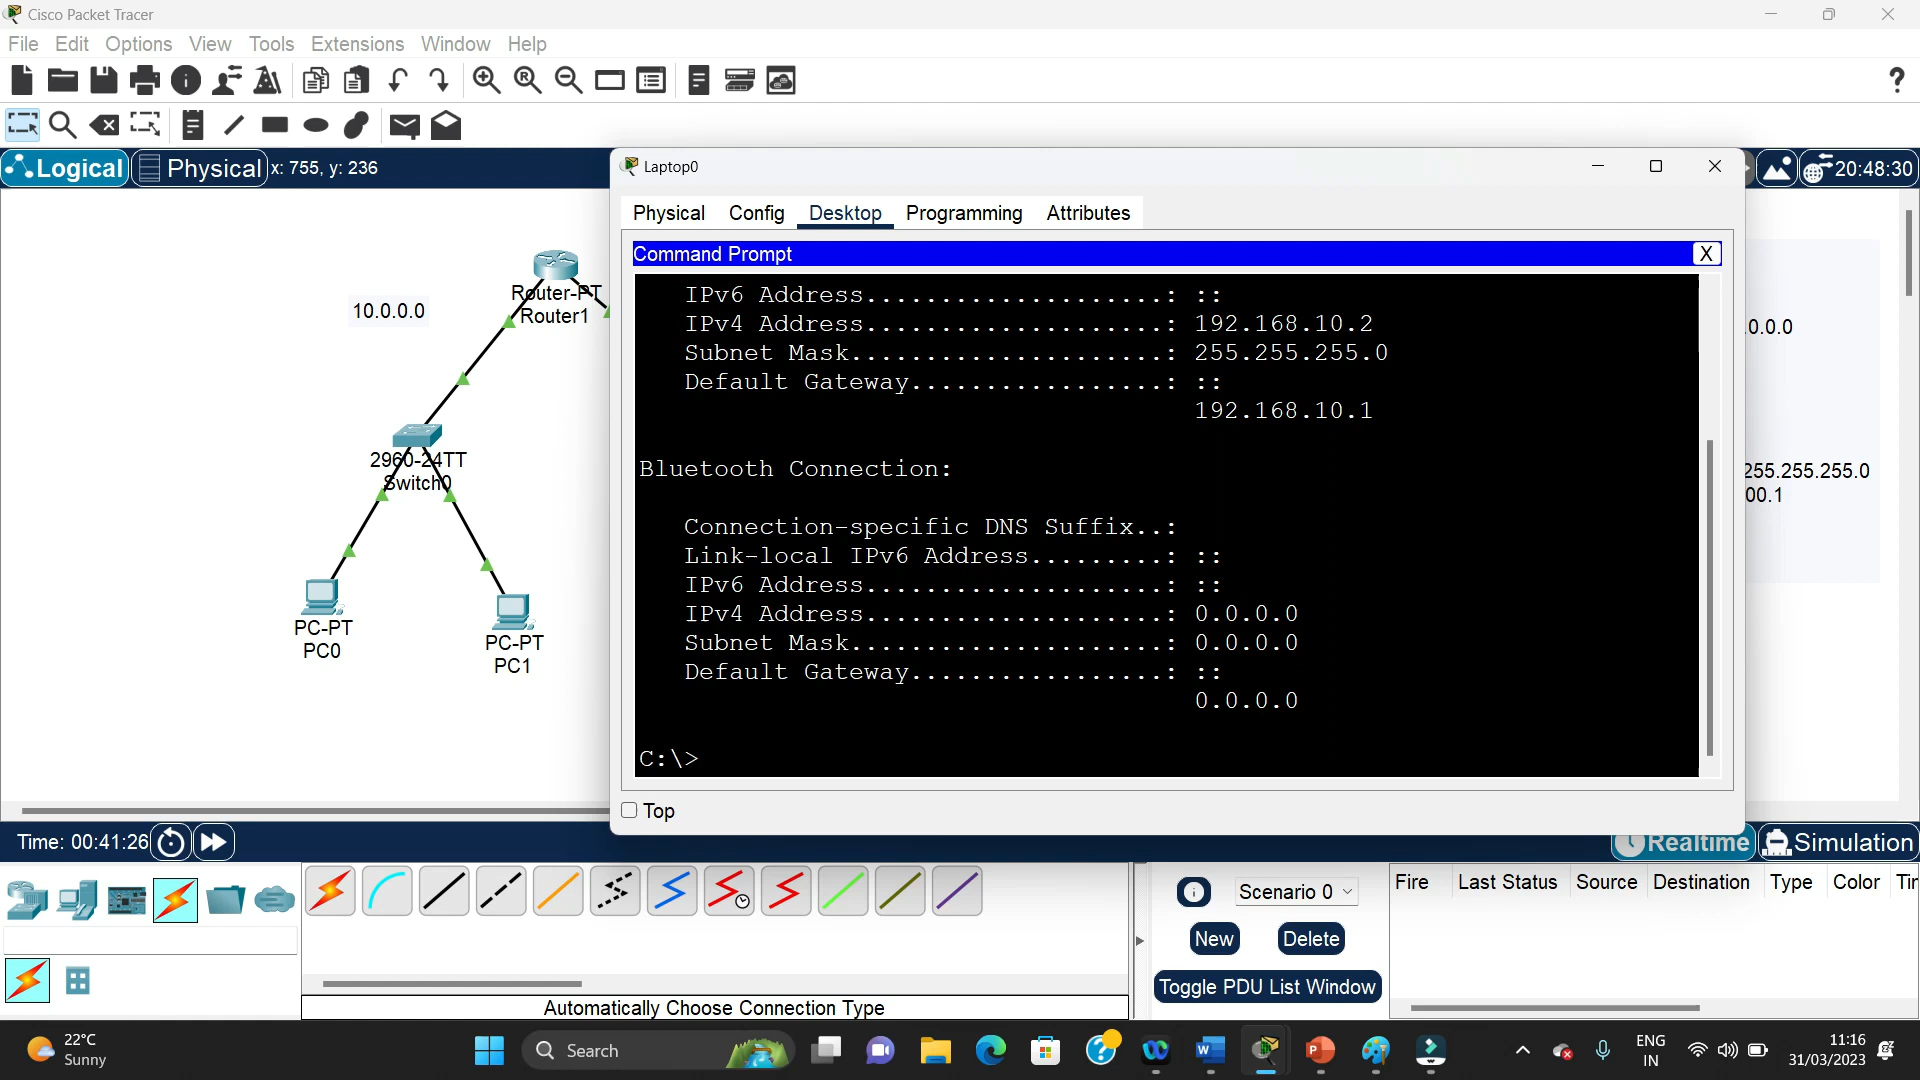 Cisco Packet Tracer
File Edit Options View Tools Extensions Window Help
Logical Physical x: 755, y: 236
20:48:30
Laptop0
Physical Config Desktop Programming Attributes
Command Prompt X
IPv6 Address.....................: ::
IPv4 Address.....................: 192.168.10.2
Subnet Mask......................: 255.255.255.0
Default Gateway..................: ::
192.168.10.1
Bluetooth Connection:
Connection-specific DNS Suffix..:
Link-local IPv6 Address.........: ::
IPv6 Address.....................: ::
IPv4 Address.....................: 0.0.0.0
Subnet Mask......................: 0.0.0.0
Default Gateway..................: ::
0.0.0.0
C:\>
Top
10.0.0.0
Router-PT
Router1
2960-24TT
Switch0
PC-PT
PC0
PC-PT
PC1
.0.0.0
255.255.255.0
00.1
Time: 00:41:26
Realtime Simulation
Scenario 0
New Delete
Toggle PDU List Window
Fire Last Status Source Destination Type Color Tir
Automatically Choose Connection Type
22°C
Sunny
Search
ENG
IN
11:16
31/03/2023